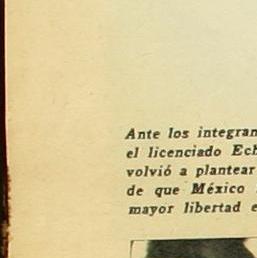 Ante los integran
el licenciado Ech
volvió a plantear
de que México
mayor libertad e